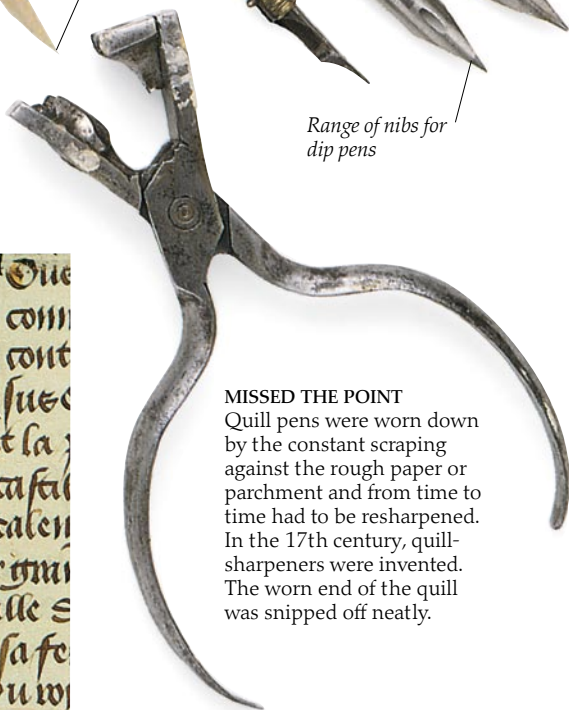 Range of nibs for
dip pens
MISSED THE POINT
Quill pens were worn down
by the constant scraping
against the rough paper or
parchment and from time to
time had to be resharpened.
In the 17th century, quill-
sharpeners were invented.
The worn end of the quill
was snipped off neatly.